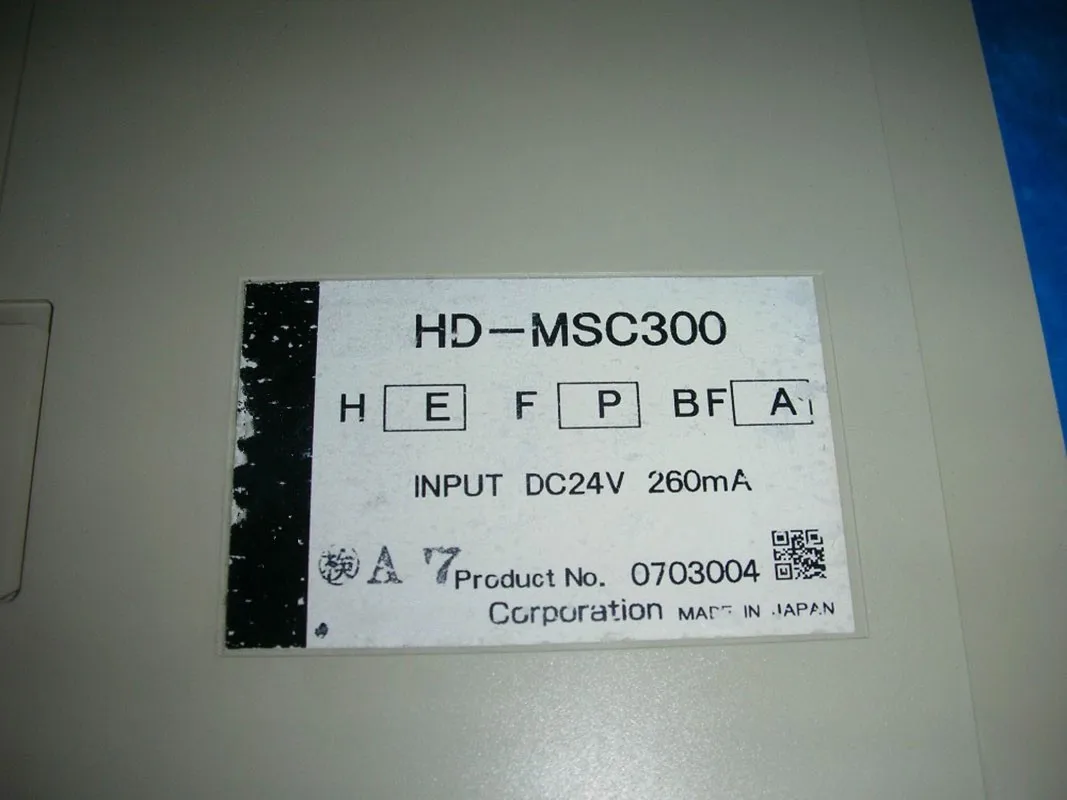 HD-MSC300
H E F P BF A
INPUT DC24V 260mA
検 A 7 Product No. 0703004
Corporation MADE IN JAPAN